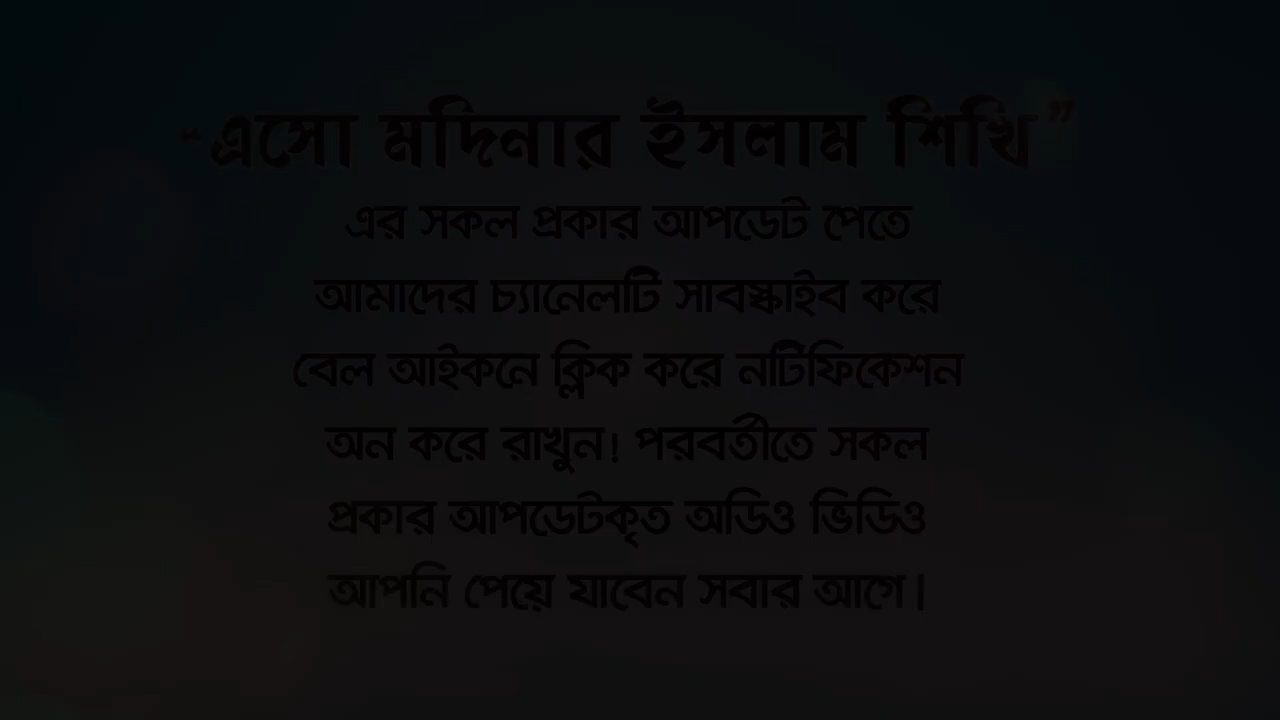 “এসো মদিনার ইসলাম শিখি”
এর সকল প্রকার আপডেট পেতে
আমাদের চ্যানেলটি সাবস্কাইব করে
বেল আইকনে ক্লিক করে নটিফিকেশন
অন করে রাখুন! পরবর্তীতে সকল
প্রকার আপডেটকৃত অডিও ভিডিও
আপনি পেয়ে যাবেন সবার আগে।